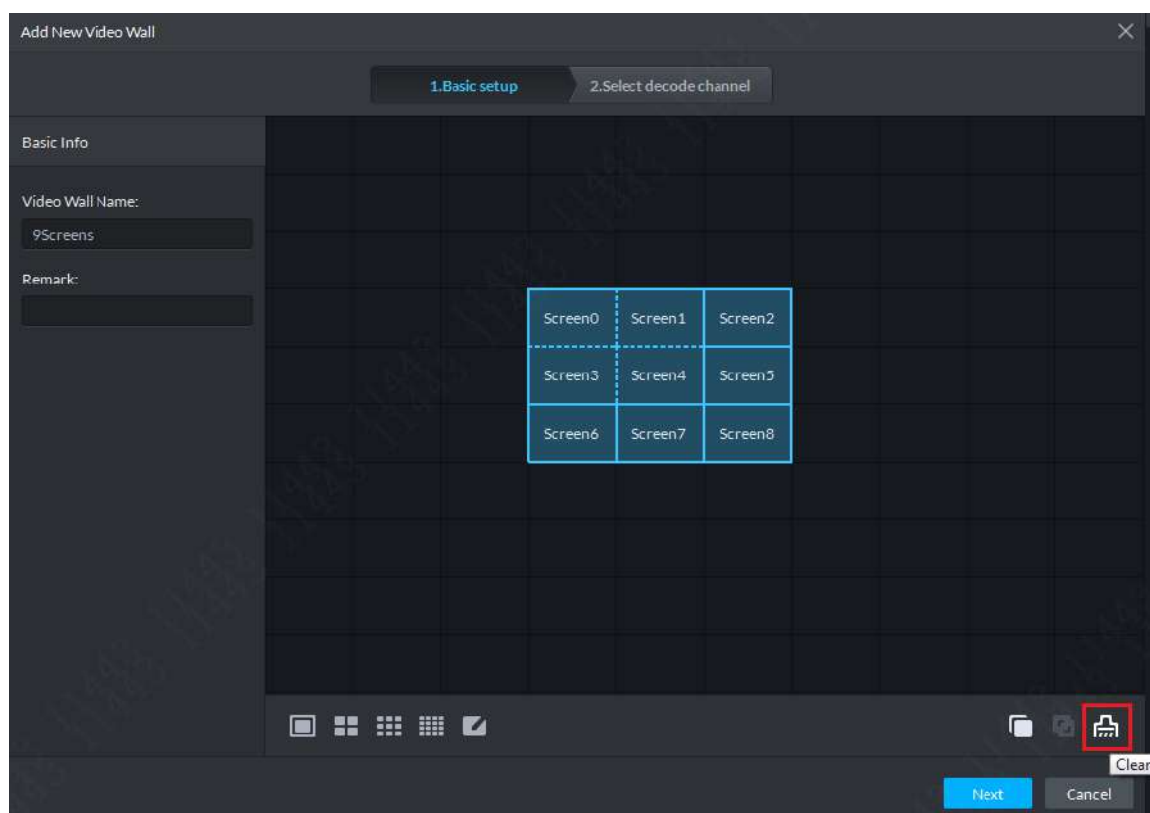 Add New Video Wall
1.Basic setup
2.Select decode channel
Basic Info
Video Wall Name:
9Screens
Remark:
Screen0 Screen1 Screen2
Screen3 Screen4 Screen5
Screen6 Screen7 Screen8
Clear
Next
Cancel